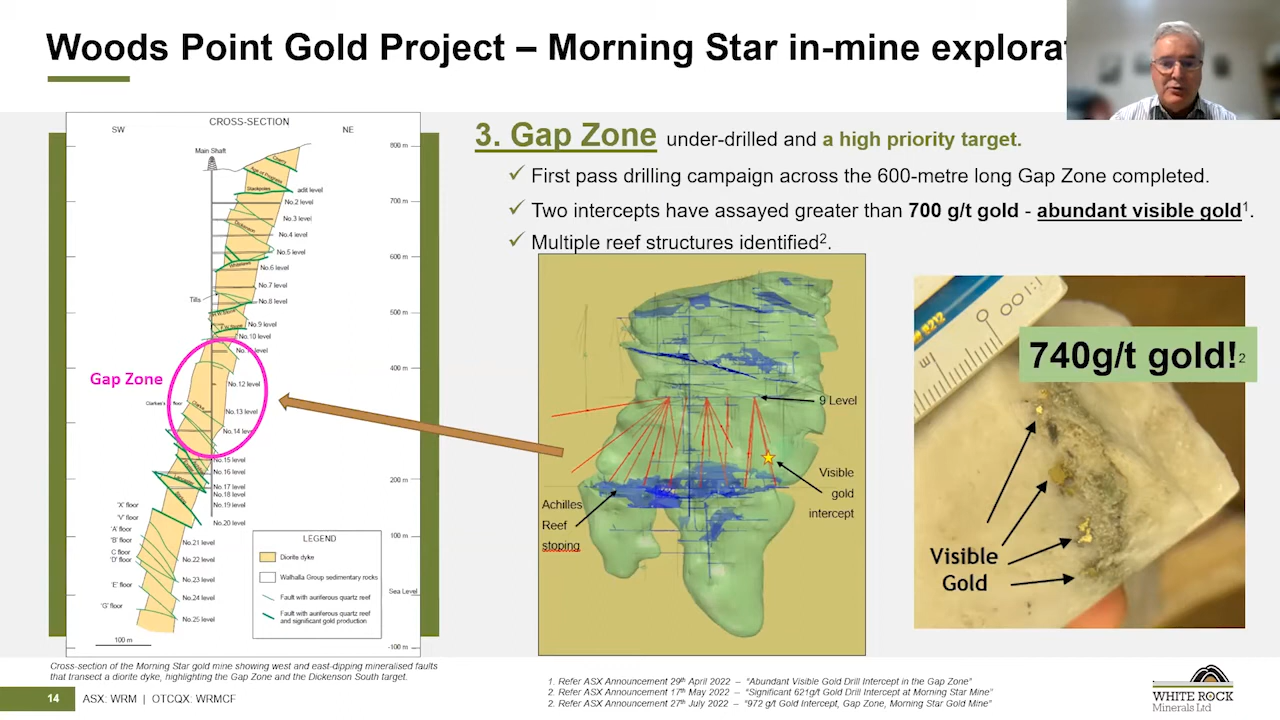 Woods Point Gold Project – Morning Star in-mine explorat
CROSS-SECTION
SW
NE
Main Shaft
800 m
700 m
600 m
500 m
400 m
200 m
100 m
Sea Level
-100 m
Age of Progress
Stackpoles
adit level
No.2 level
No.3 level
Dickenson
No.4 level
No.5 level
No.6 level
No.7 level
Tills
No.8 level
No.9 level
No.10 level
level
No.12 level
No.13 level
No.14 level
No.15 level
No.16 level
No.17 level
No.18 level
No.19 level
No.20 level
No.21 level
No.22 level
No.23 level
No.24 level
No.25 level
Gap Zone
Clarke's floor
'X' floor
'V' floor
'A' floor
'B' floor
C floor
'D' floor
'E' floor
'G' floor
100 m
LEGEND
Diorite dyke
Walhalla Group sedimentary rocks
Fault with auriferous quartz reef
Fault with auriferous quartz reef
and significant gold production
Cross-section of the Morning Star gold mine showing west and east-dipping mineralised faults
that transect a diorite dyke, highlighting the Gap Zone and the Dickenson South target.
3. Gap Zone under-drilled and a high priority target.
✓ First pass drilling campaign across the 600-metre long Gap Zone completed.
✓ Two intercepts have assayed greater than 700 g/t gold - abundant visible gold1.
✓ Multiple reef structures identified2.
9 Level
Visible
gold
intercept
Achilles
Reef
stoping
740g/t gold!2
0 0 1:1
Visible
Gold
1. Refer ASX Announcement 29th April 2022 – "Abundant Visible Gold Drill Intercept in the Gap Zone"
2. Refer ASX Announcement 17th May 2022 – "Significant 621g/t Gold Drill Intercept at Morning Star Mine"
2. Refer ASX Announcement 27th July 2022 – "972 g/t Gold Intercept, Gap Zone, Morning Star Gold Mine"
14
ASX: WRM | OTCQX: WRMCF
WHITE ROCK
Minerals Ltd